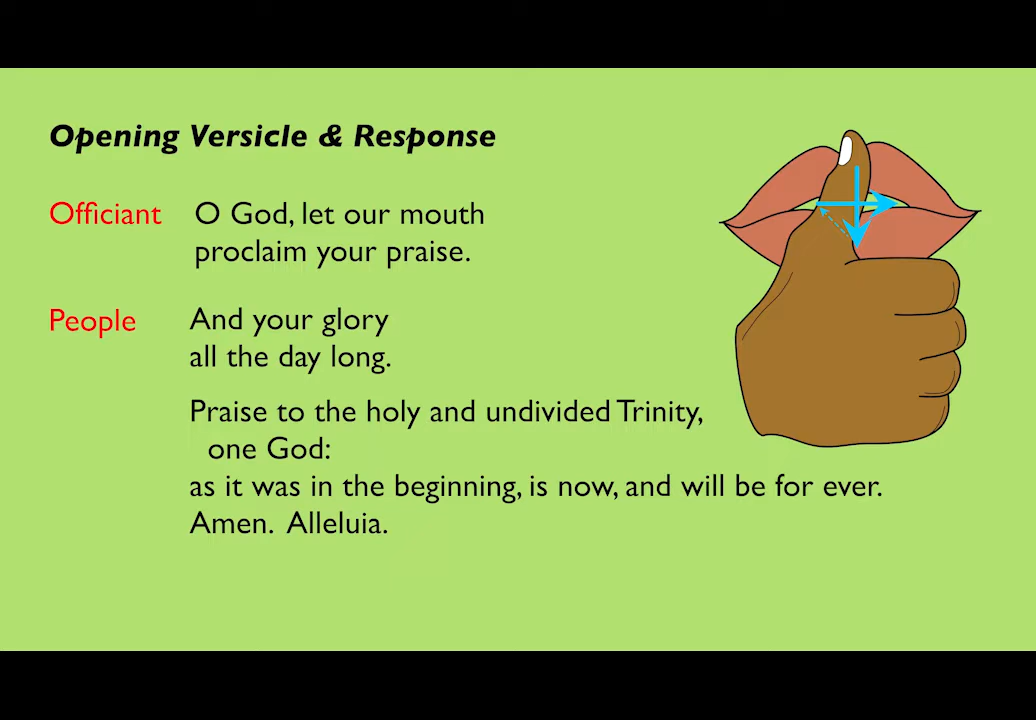 Opening Versicle & Response
Officiant O God, let our mouth
proclaim your praise.
People And your glory
all the day long.
Praise to the holy and undivided Trinity,
one God:
as it was in the beginning, is now, and will be for ever.
Amen. Alleluia.